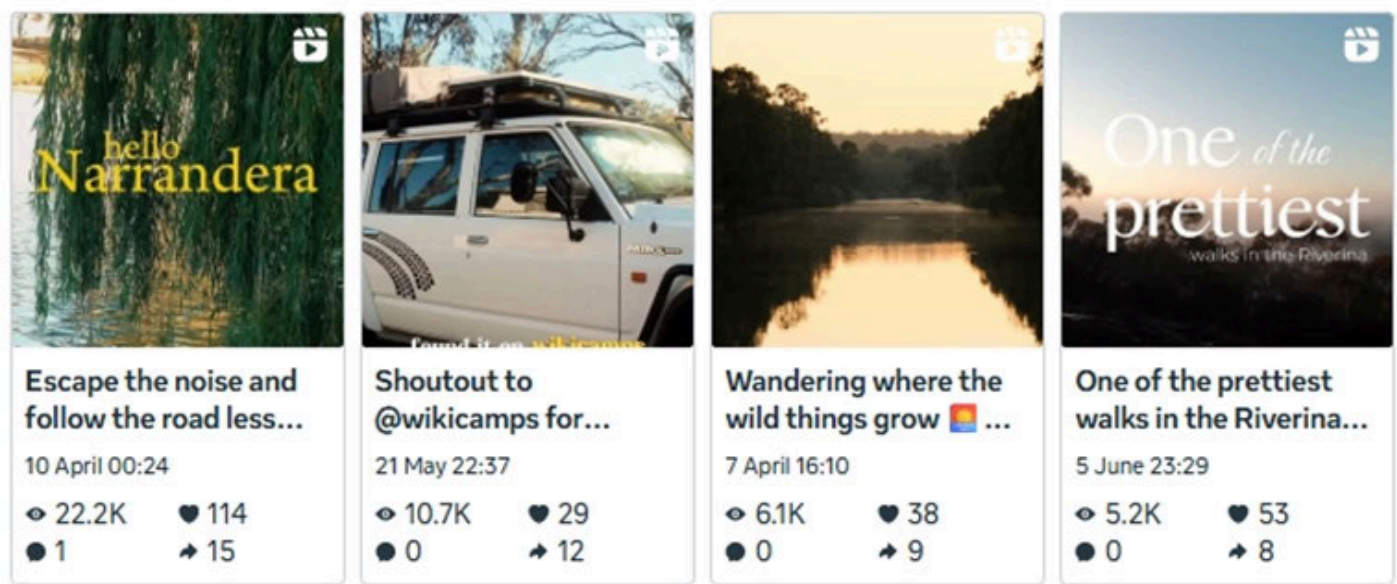 hello
Narrandera
Escape the noise and
follow the road less...
10 April 00:24
22.2K
114
1
15
PATROL
found it on wikicamps
Shoutout to
@wikicamps for...
21 May 22:37
10.7K
29
0
12
Wandering where the
wild things grow 🌅 ...
7 April 16:10
6.1K
38
0
9
One of the
prettiest
walks in the Riverina
One of the prettiest
walks in the Riverina...
5 June 23:29
5.2K
53
0
8